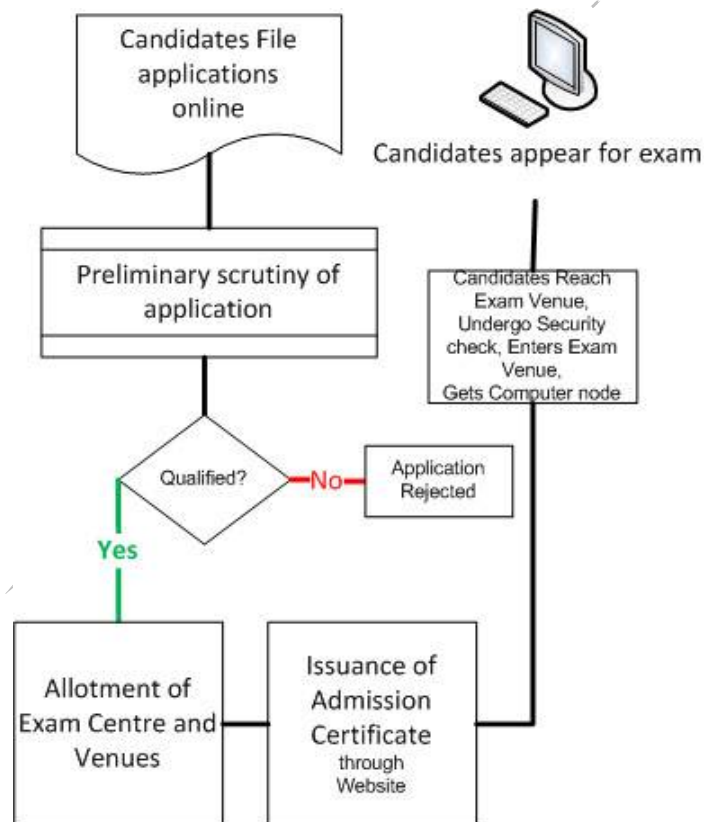 Candidates File
applications
online
Preliminary scrutiny of
application
Qualified?
No
Application
Rejected
Yes
Allotment of
Exam Centre and
Venues
Issuance of
Admission
Certificate
through
Website
Candidates Reach
Exam Venue,
Undergo Security
check, Enters Exam
Venue,
Gets Computer node
Candidates appear for exam